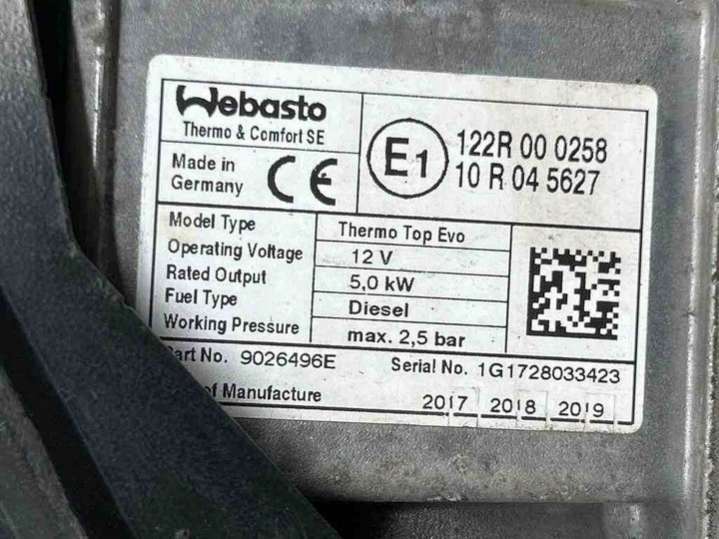 Webasto
Thermo & Comfort SE
Made in
Germany
CE
E1
122R 00 0258
10 R 04 5627
Model Type Thermo Top Evo
Operating Voltage 12 V
Rated Output 5,0 kW
Fuel Type Diesel
Working Pressure max. 2,5 bar
art No. 9026496E Serial No. 1G1728033423
of Manufacture 2017 2018 2019